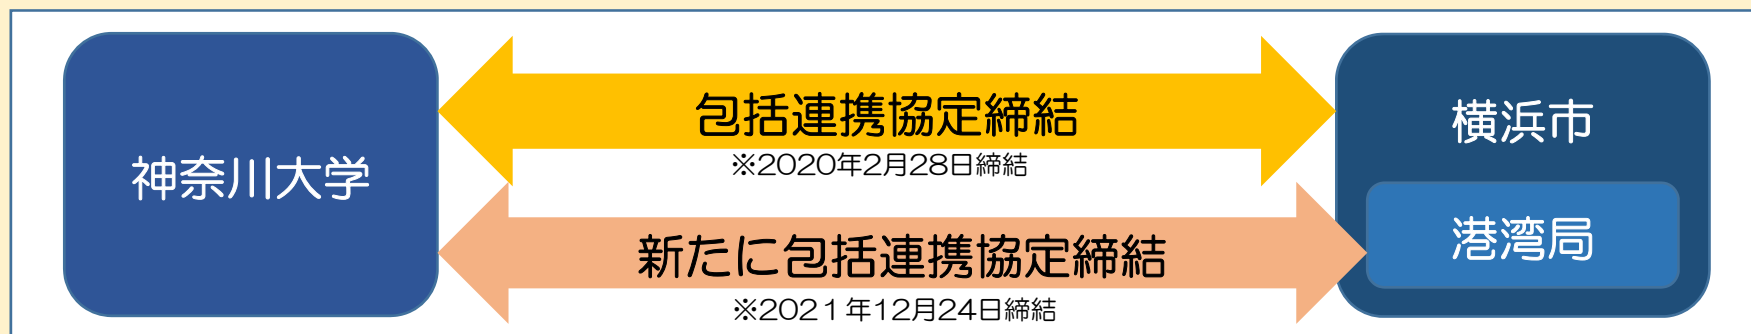 神奈川大学
包括連携協定締結
※2020年2月28日締結
新たに包括連携協定締結
※2021年12月24日締結
横浜市
港湾局